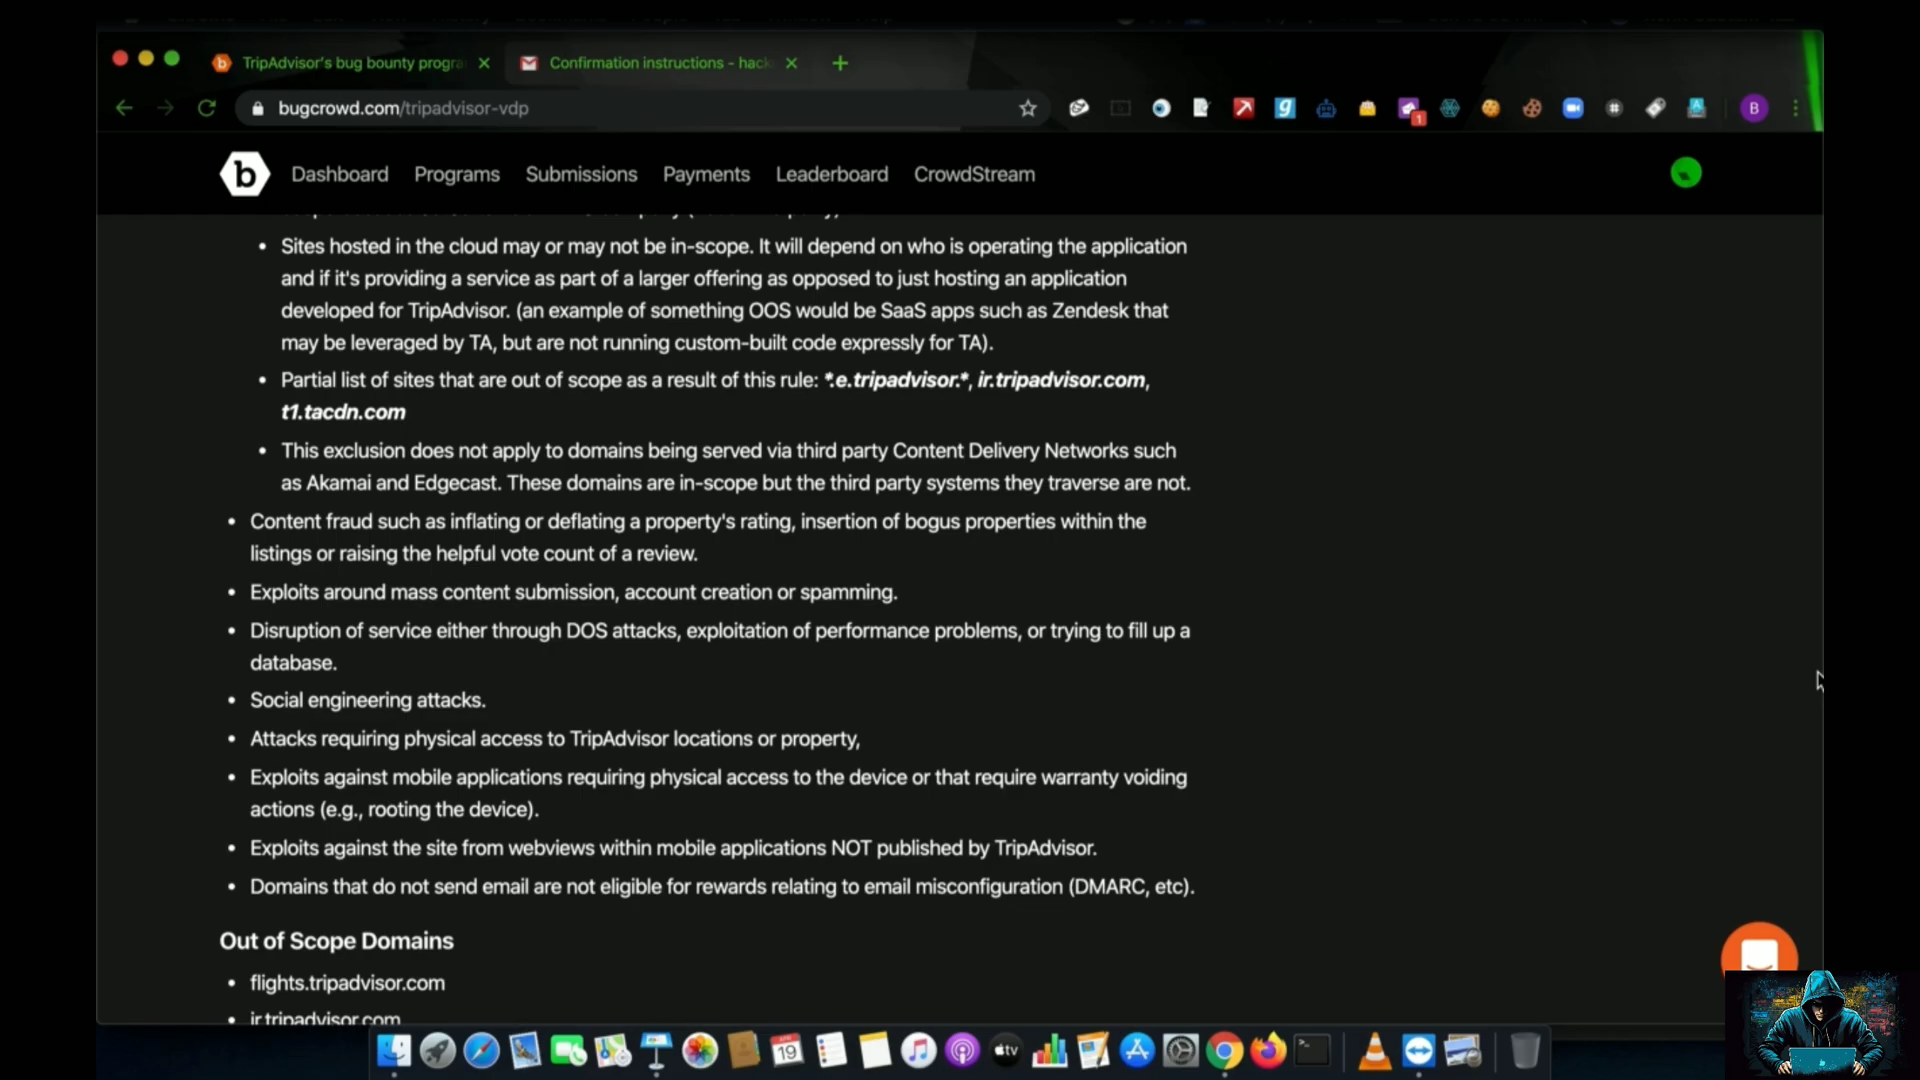 TripAdvisor's bug bounty progra
Confirmation instructions - hack
bugcrowd.com/tripadvisor-vdp
1
B
b
Dashboard
Programs
Submissions
Payments
Leaderboard
CrowdStream
• Sites hosted in the cloud may or may not be in-scope. It will depend on who is operating the application
and if it's providing a service as part of a larger offering as opposed to just hosting an application
developed for TripAdvisor. (an example of something OOS would be SaaS apps such as Zendesk that
may be leveraged by TA, but are not running custom-built code expressly for TA).
• Partial list of sites that are out of scope as a result of this rule: *.e.tripadvisor.*, ir.tripadvisor.com,
t1.tacdn.com
• This exclusion does not apply to domains being served via third party Content Delivery Networks such
as Akamai and Edgecast. These domains are in-scope but the third party systems they traverse are not.
• Content fraud such as inflating or deflating a property's rating, insertion of bogus properties within the
listings or raising the helpful vote count of a review.
• Exploits around mass content submission, account creation or spamming.
• Disruption of service either through DOS attacks, exploitation of performance problems, or trying to fill up a
database.
• Social engineering attacks.
• Attacks requiring physical access to TripAdvisor locations or property,
• Exploits against mobile applications requiring physical access to the device or that require warranty voiding
actions (e.g., rooting the device).
• Exploits against the site from webviews within mobile applications NOT published by TripAdvisor.
• Domains that do not send email are not eligible for rewards relating to email misconfiguration (DMARC, etc).
Out of Scope Domains
• flights.tripadvisor.com
• ir.tripadvisor.com
19
tv